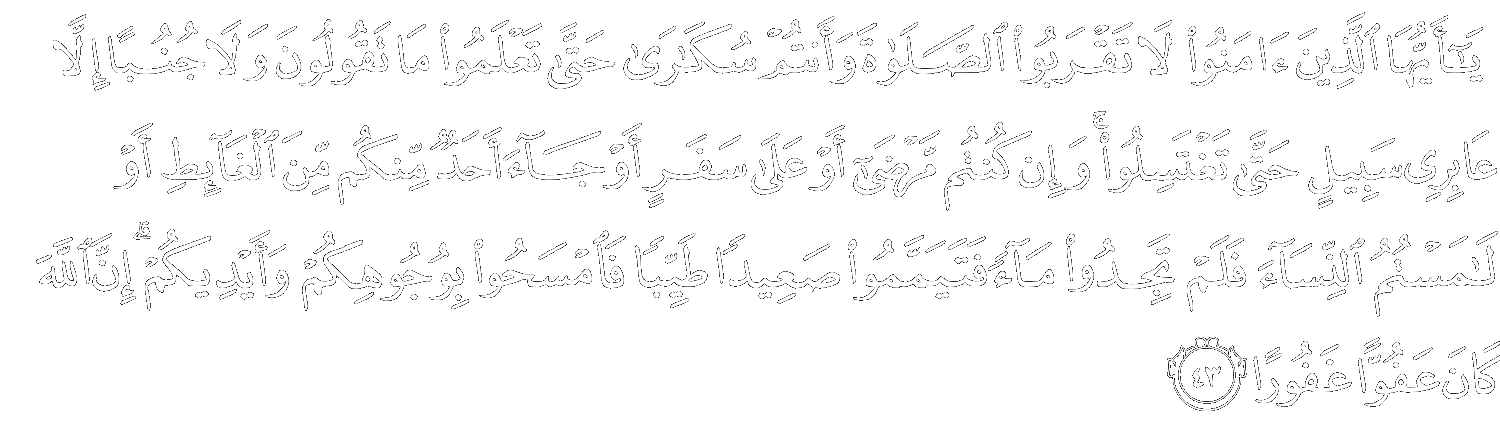 يَـٰٓأَيُّهَا ٱلَّذِينَ ءَامَنُوا۟ لَا تَقْرَبُوا۟ ٱلصَّلَوٰةَ وَأَنتُمْ سُكَـٰرَىٰ حَتَّىٰ تَعْلَمُوا۟ مَا تَقُولُونَ وَلَا جُنُبًا إِلَّا
عَابِرِى سَبِيلٍ حَتَّىٰ تَغْتَسِلُوا۟ ۚ وَإِن كُنتُم مَّرْضَىٰٓ أَوْ عَلَىٰ سَفَرٍ أَوْ جَآءَ أَحَدٌ مِّنكُم مِّنَ ٱلْغَآئِطِ أَوْ
لَـٰمَسْتُمُ ٱلنِّسَآءَ فَلَمْ تَجِدُوا۟ مَآءً فَتَيَمَّمُوا۟ صَعِيدًا طَيِّبًا فَٱمْسَحُوا۟ بِوُجُوهِكُمْ وَأَيْدِيكُمْ ۗ إِنَّ ٱللَّهَ
كَانَ عَفُوًّا غَفُورًا ٤٣